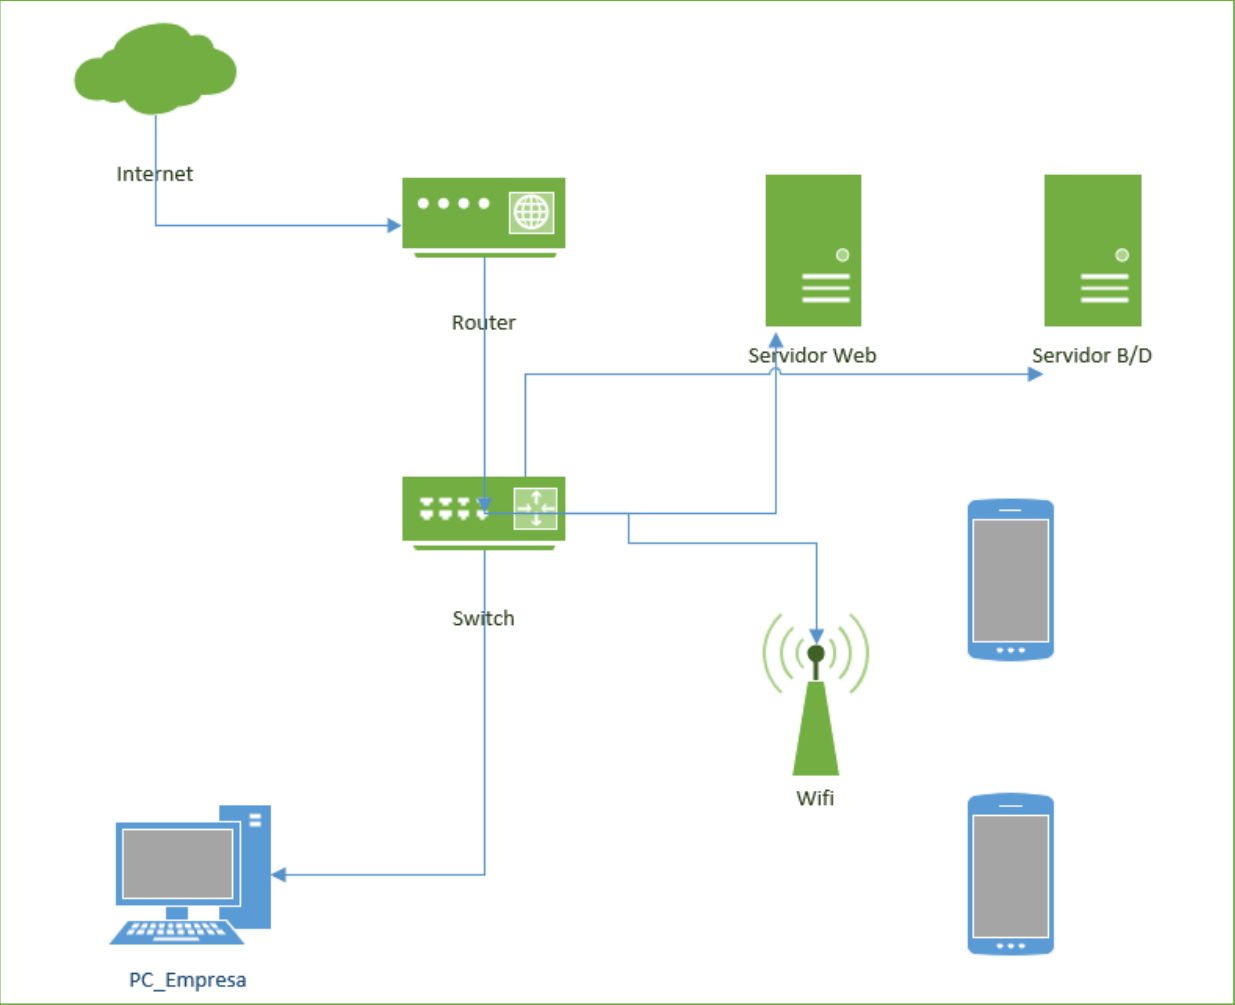 Internet
Router
Servidor Web
Servidor B/D
Switch
Wifi
PC_Empresa